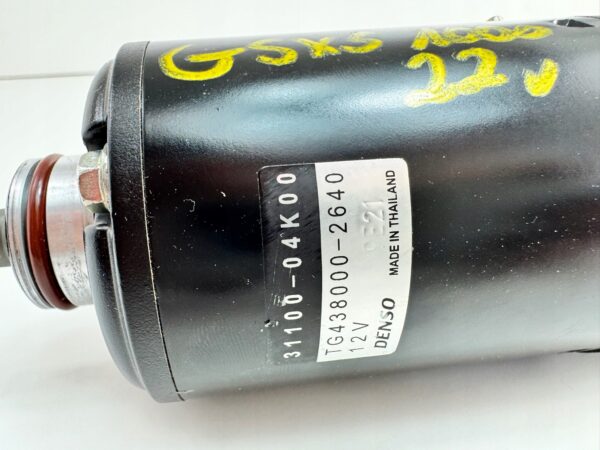 GSXS 1000
22
31100-04K00
TG438000-2640
12V
DENSO MADE IN THAILAND